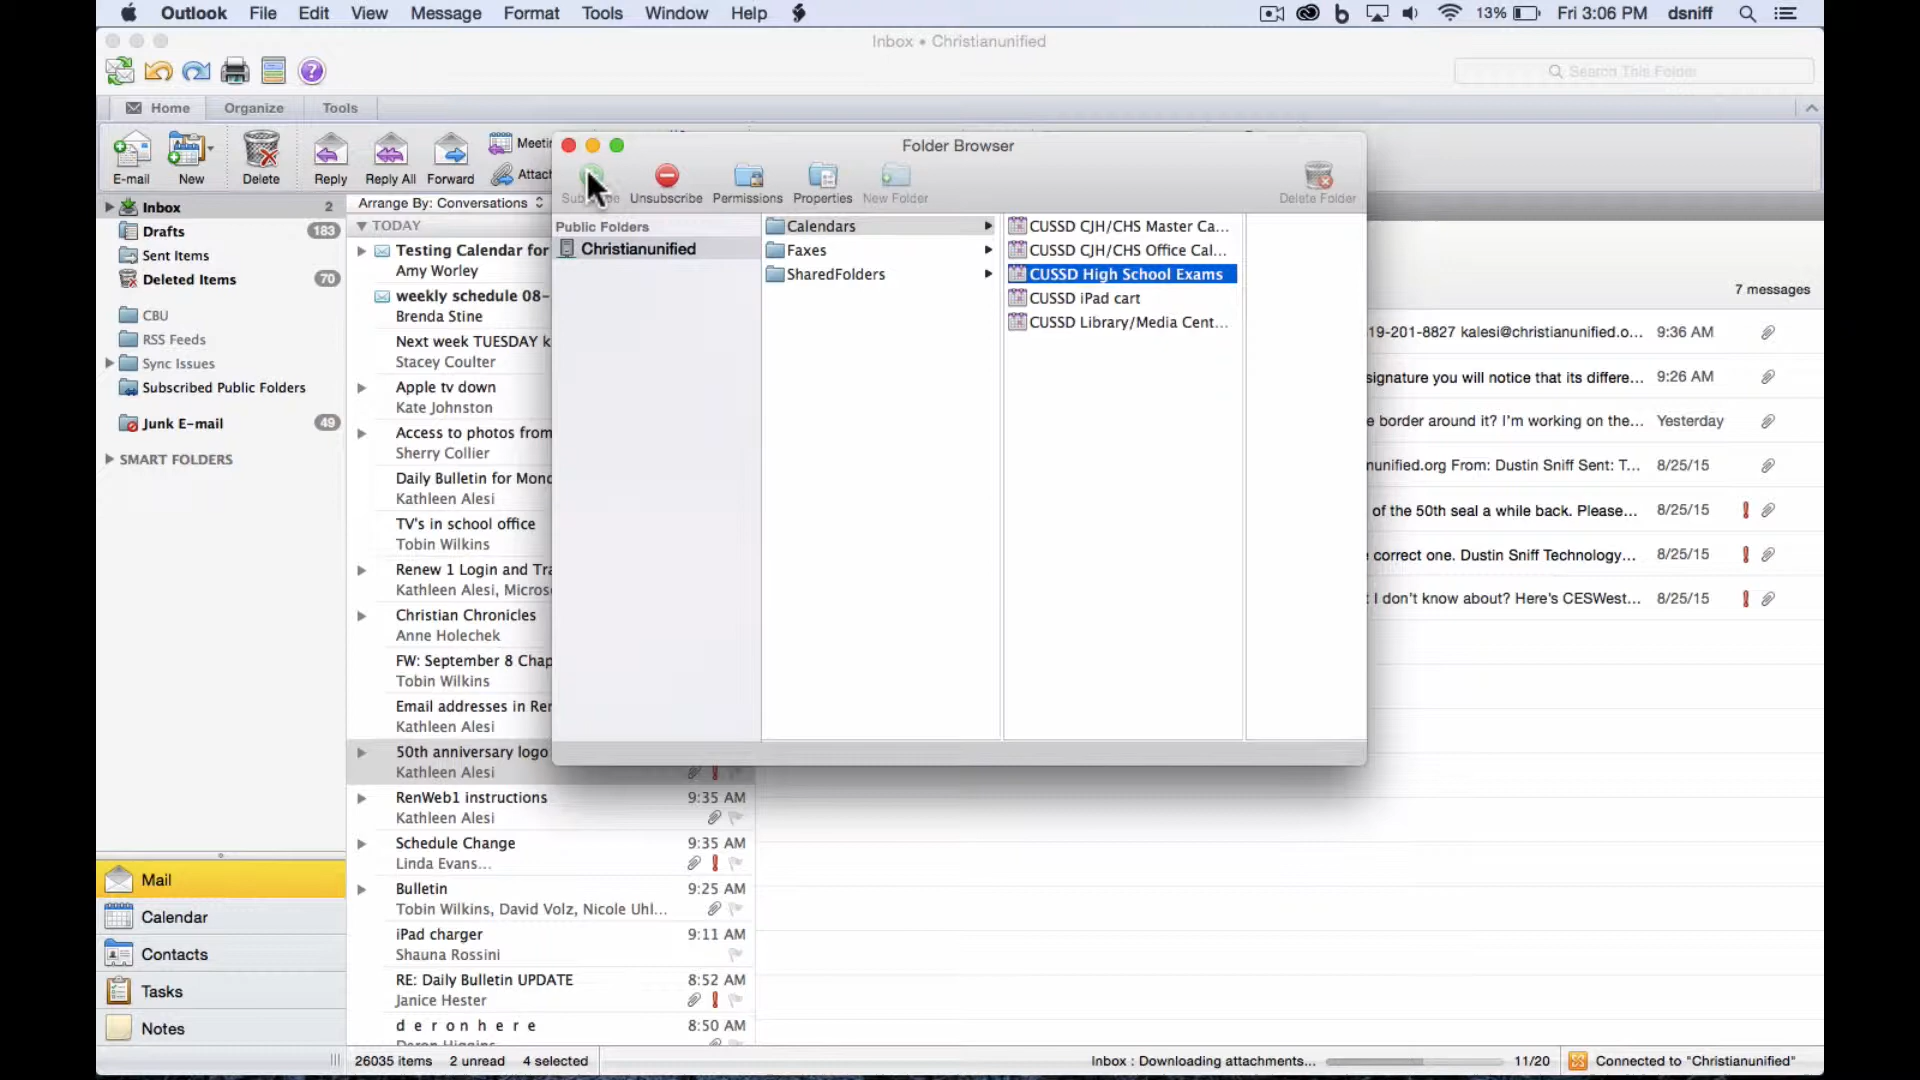 Outlook File Edit View Message Format Tools Window Help
13% Fri 3:06 PM dsniff
Inbox • Christianunified
Search This Folder
Home Organize Tools
E-mail New Delete Reply Reply All Forward
Meetin
Attach
Folder Browser
Unsubscribe Permissions Properties New Folder Delete Folder
Public Folders
Christianunified
Calendars
Faxes
SharedFolders
CUSSD CJH/CHS Master Ca...
CUSSD CJH/CHS Office Cal...
CUSSD High School Exams
CUSSD iPad cart
CUSSD Library/Media Cent...
Inbox 2
Drafts 183
Sent Items
Deleted Items 70
CBU
RSS Feeds
Sync Issues
Subscribed Public Folders
Junk E-mail 49
SMART FOLDERS
Mail
Calendar
Contacts
Tasks
Notes
Arrange By: Conversations
TODAY
Testing Calendar for
Amy Worley
weekly schedule 08-
Brenda Stine
Next week TUESDAY k
Stacey Coulter
Apple tv down
Kate Johnston
Access to photos from
Sherry Collier
Daily Bulletin for Mond
Kathleen Alesi
TV's in school office
Tobin Wilkins
Renew 1 Login and Tra
Kathleen Alesi, Microso
Christian Chronicles
Anne Holechek
FW: September 8 Chap
Tobin Wilkins
Email addresses in Ren
Kathleen Alesi
50th anniversary logo
Kathleen Alesi
RenWeb1 instructions 9:35 AM
Kathleen Alesi
Schedule Change 9:35 AM
Linda Evans...
Bulletin 9:25 AM
Tobin Wilkins, David Volz, Nicole Uhl...
iPad charger 9:11 AM
Shauna Rossini
RE: Daily Bulletin UPDATE 8:52 AM
Janice Hester
d e r o n h e r e 8:50 AM
Deron Higgins
7 messages
19-201-8827 kalesi@christianunified.o... 9:36 AM
signature you will notice that its differe... 9:26 AM
e border around it? I'm working on the... Yesterday
nunified.org From: Dustin Sniff Sent: T... 8/25/15
of the 50th seal a while back. Please... 8/25/15
correct one. Dustin Sniff Technology... 8/25/15
t I don't know about? Here's CESWest... 8/25/15
26035 items 2 unread 4 selected
Inbox : Downloading attachments... 11/20 Connected to "Christianunified"